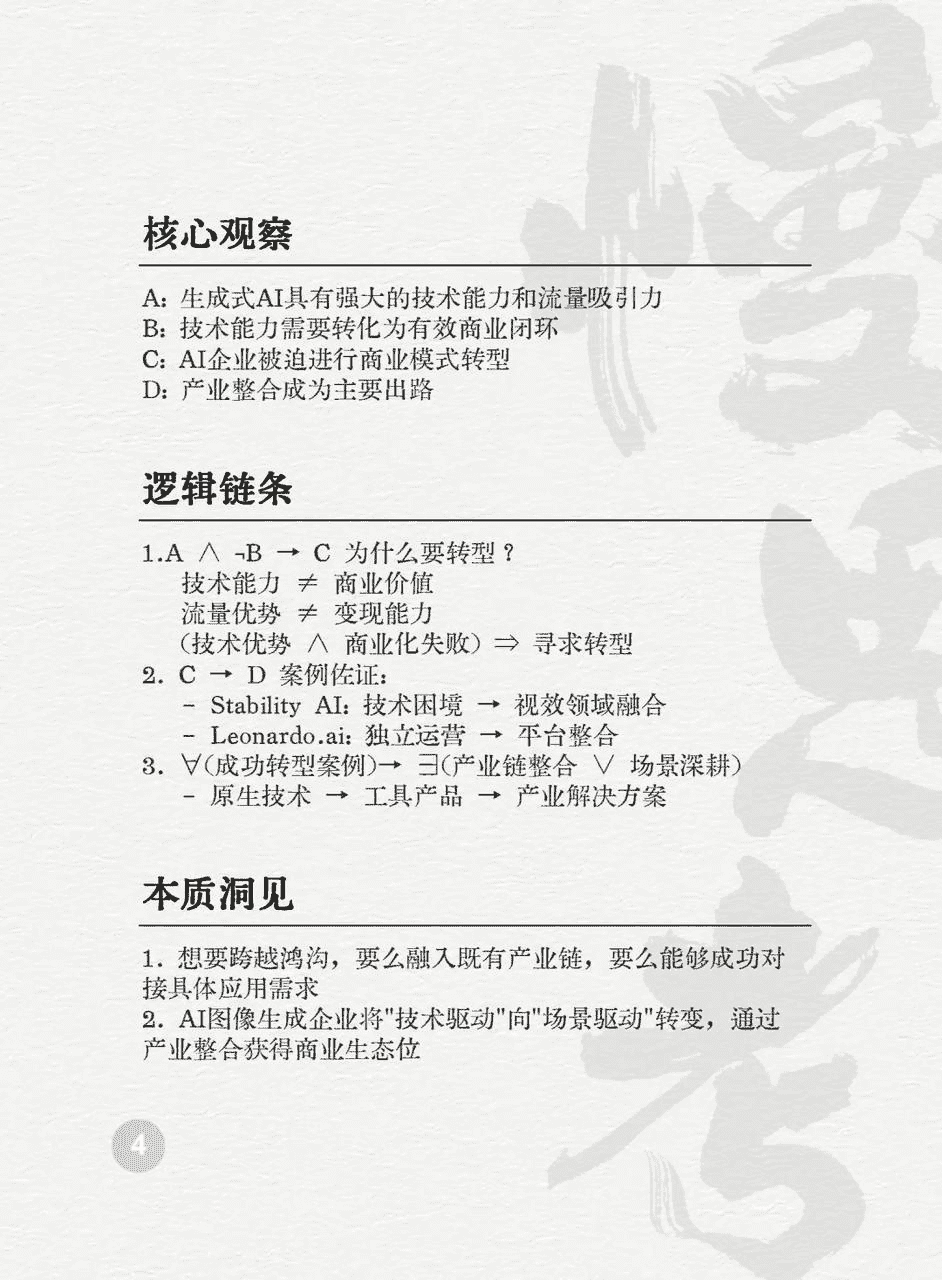 核心观察
A: 生成式AI具有强大的技术能力和流量吸引力
B: 技术能力需要转化为有效商业闭环
C: AI企业被迫进行商业模式转型
D: 产业整合成为主要出路
逻辑链条
1.A ∧ ¬B → C 为什么要转型？
技术能力 ≠ 商业价值
流量优势 ≠ 变现能力
(技术优势 ∧ 商业化失败) ⇒ 寻求转型
2. C → D 案例佐证:
- Stability AI: 技术困境 → 视效领域融合
- Leonardo.ai: 独立运营 → 平台整合
3. ∀(成功转型案例)→ ∃(产业链整合 ∨ 场景深耕)
- 原生技术 → 工具产品 → 产业解决方案
本质洞见
1. 想要跨越鸿沟，要么融入既有产业链，要么能够成功对
接具体应用需求
2. AI图像生成企业将"技术驱动"向"场景驱动"转变，通过
产业整合获得商业生态位
4
慢思考